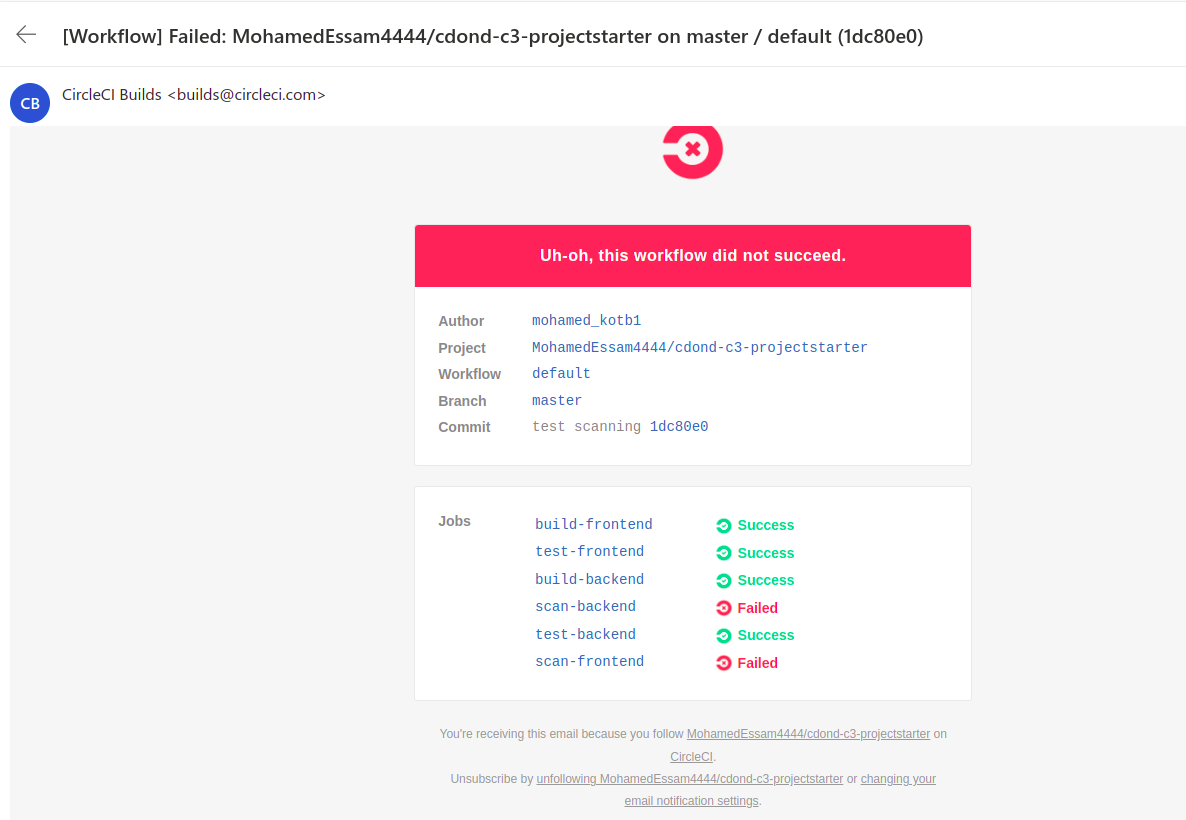 [Workflow] Failed: MohamedEssam4444/cdond-c3-projectstarter on master / default (1dc80e0)
CB
CircleCI Builds <builds@circleci.com>
Uh-oh, this workflow did not succeed.
Author mohamed_kotb1
Project MohamedEssam4444/cdond-c3-projectstarter
Workflow default
Branch master
Commit test scanning 1dc80e0
Jobs build-frontend Success
test-frontend Success
build-backend Success
scan-backend Failed
test-backend Success
scan-frontend Failed
You're receiving this email because you follow MohamedEssam4444/cdond-c3-projectstarter on
CircleCI.
Unsubscribe by unfollowing MohamedEssam4444/cdond-c3-projectstarter or changing your
email notification settings.